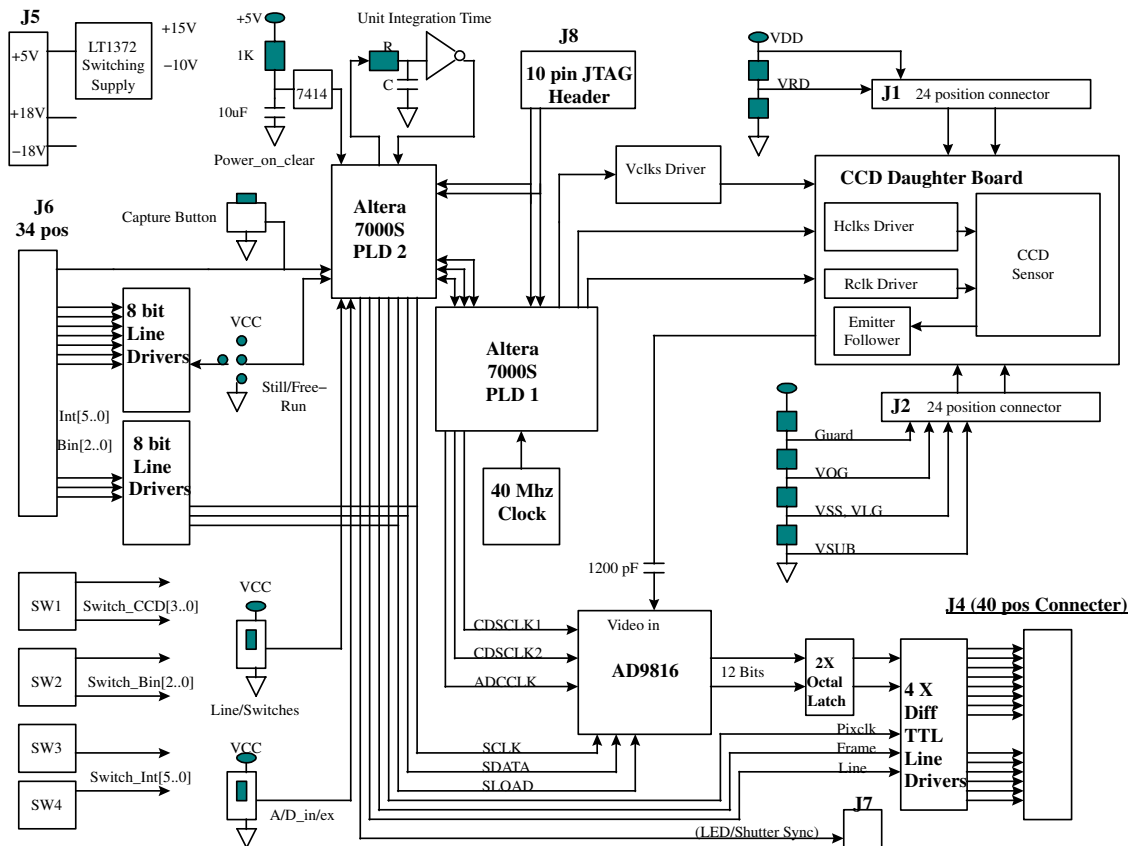 J5
+5V
+18V
−18V
LT1372
Switching
Supply
+15V
−10V
+5V
1K
10uF
7414
Power_on_clear
Unit Integration Time
R
C
J8
10 pin JTAG
Header
VDD
VRD
J1
24 position connector
J6
34 pos
Capture Button
Altera
7000S
PLD 2
Vclks Driver
CCD Daughter Board
Hclks Driver
Rclk Driver
Emitter
Follower
CCD
Sensor
8 bit
Line
Drivers
VCC
Still/Free−
Run
Altera
7000S
PLD 1
J2
24 position connector
Int[5..0]
Bin[2..0]
8 bit
Line
Drivers
40 Mhz
Clock
Guard
VOG
VSS, VLG
VSUB
1200 pF
SW1
Switch_CCD[3..0]
SW2
Switch_Bin[2..0]
SW3
Switch_Int[5..0]
SW4
VCC
Line/Switches
VCC
A/D_in/ex
CDSCLK1
CDSCLK2
ADCCLK
Video in
AD9816
12 Bits
2X
Octal
Latch
J4 (40 pos Connecter)
4 X
Diff
TTL
Line
Drivers
SCLK
SDATA
SLOAD
Pixclk
Frame
Line
J7
(LED/Shutter Sync)